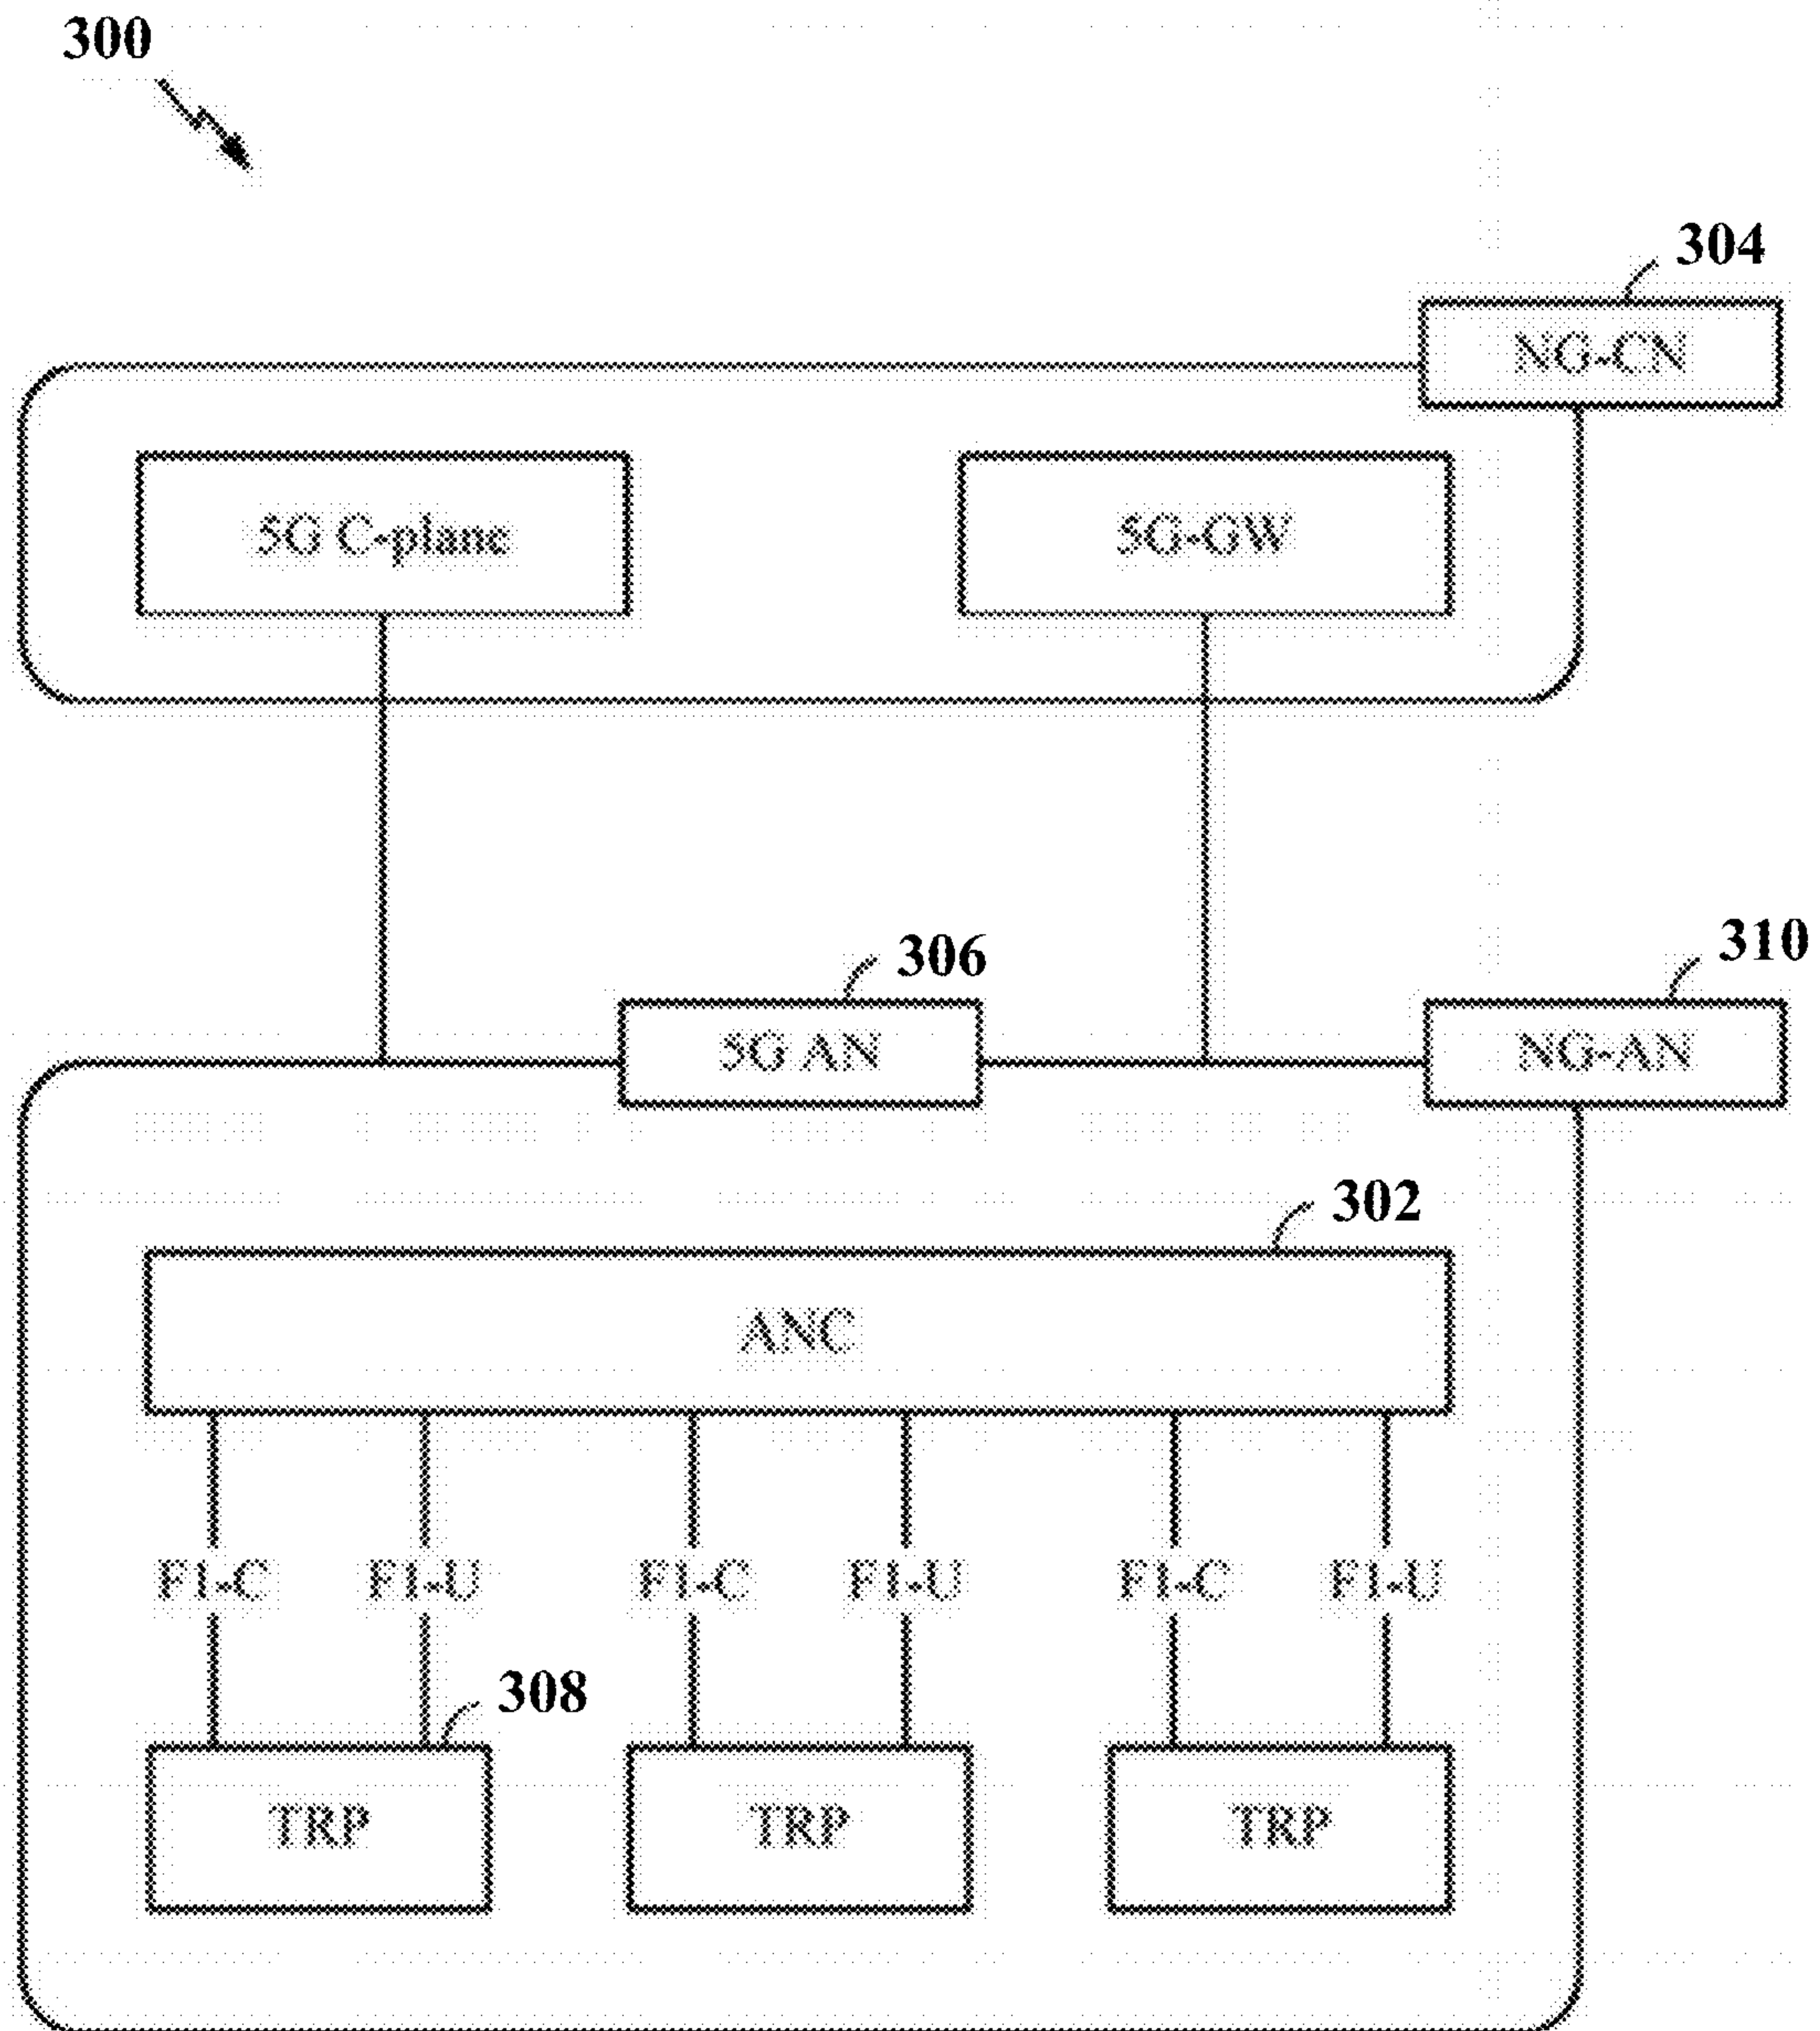 300
304
NG-CN
5G C-plane
5G-GW
306
310
5G AN
NG-AN
302
ANC
F1-C F1-U F1-C F1-U F1-C F1-U
308
TRP TRP TRP